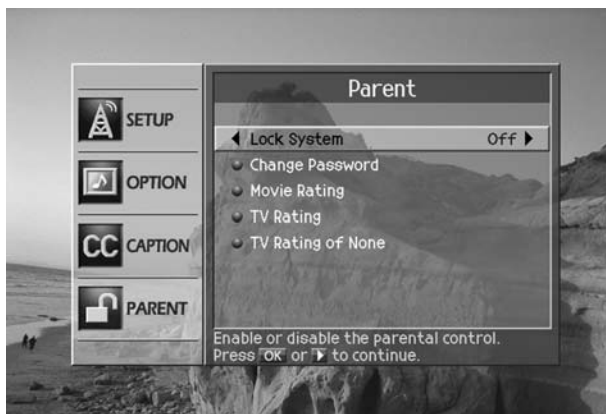 Parent
SETUP
OPTION
CC CAPTION
PARENT
Lock System Off
Change Password
Movie Rating
TV Rating
TV Rating of None
Enable or disable the parental control.
Press OK or ▶ to continue.